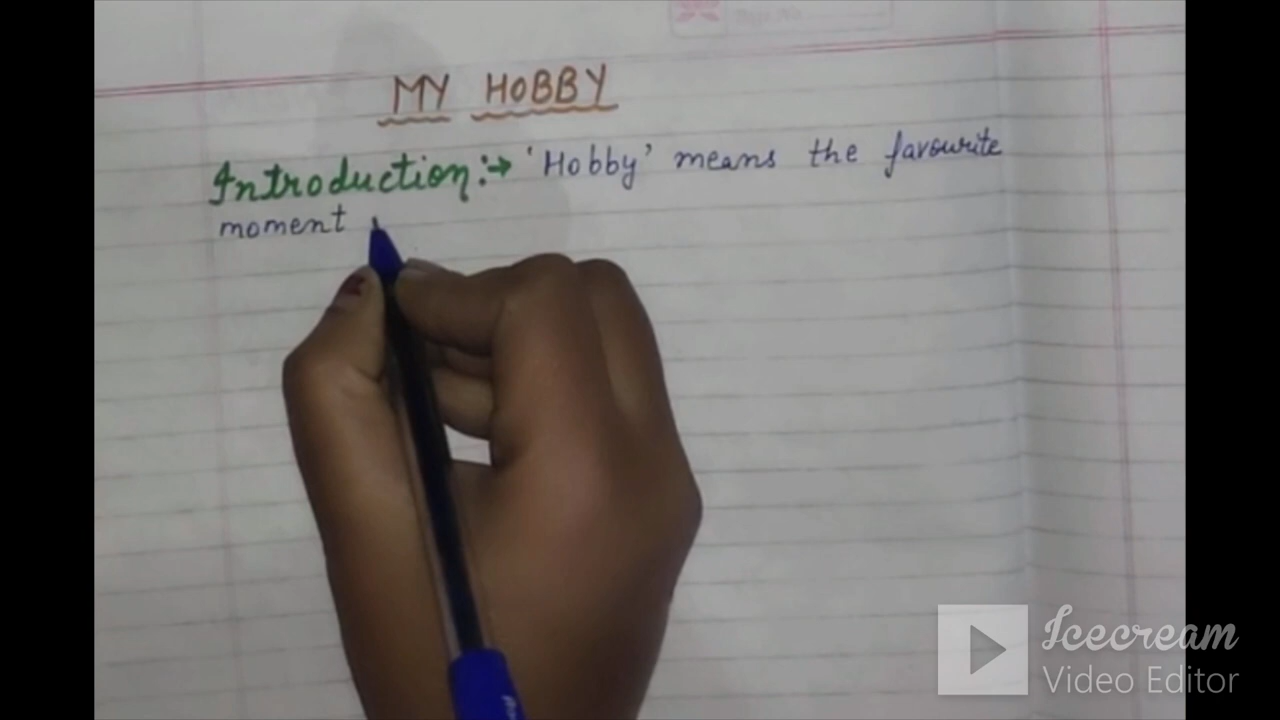 MY HOBBY
Introduction:→ 'Hobby' means the favourite
moment
Icecream
Video Editor